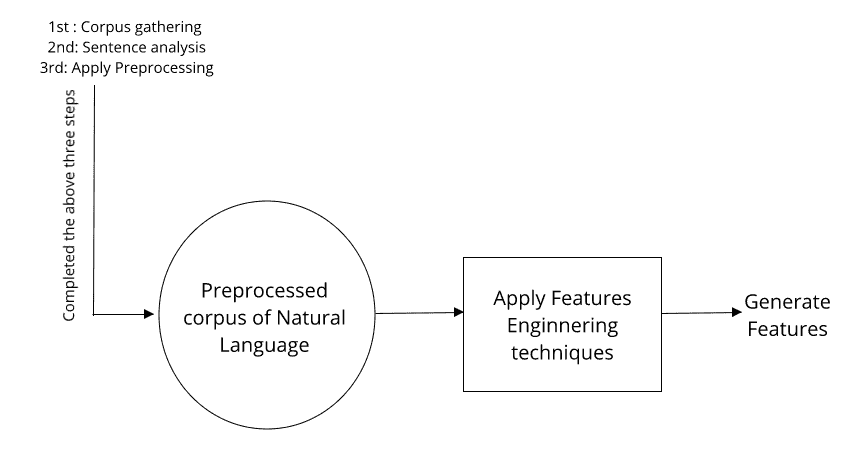 1st : Corpus gathering
2nd: Sentence analysis
3rd: Apply Preprocessing
Completed the above three steps
Preprocessed
corpus of Natural
Language
Apply Features
Enginnering
techniques
Generate
Features